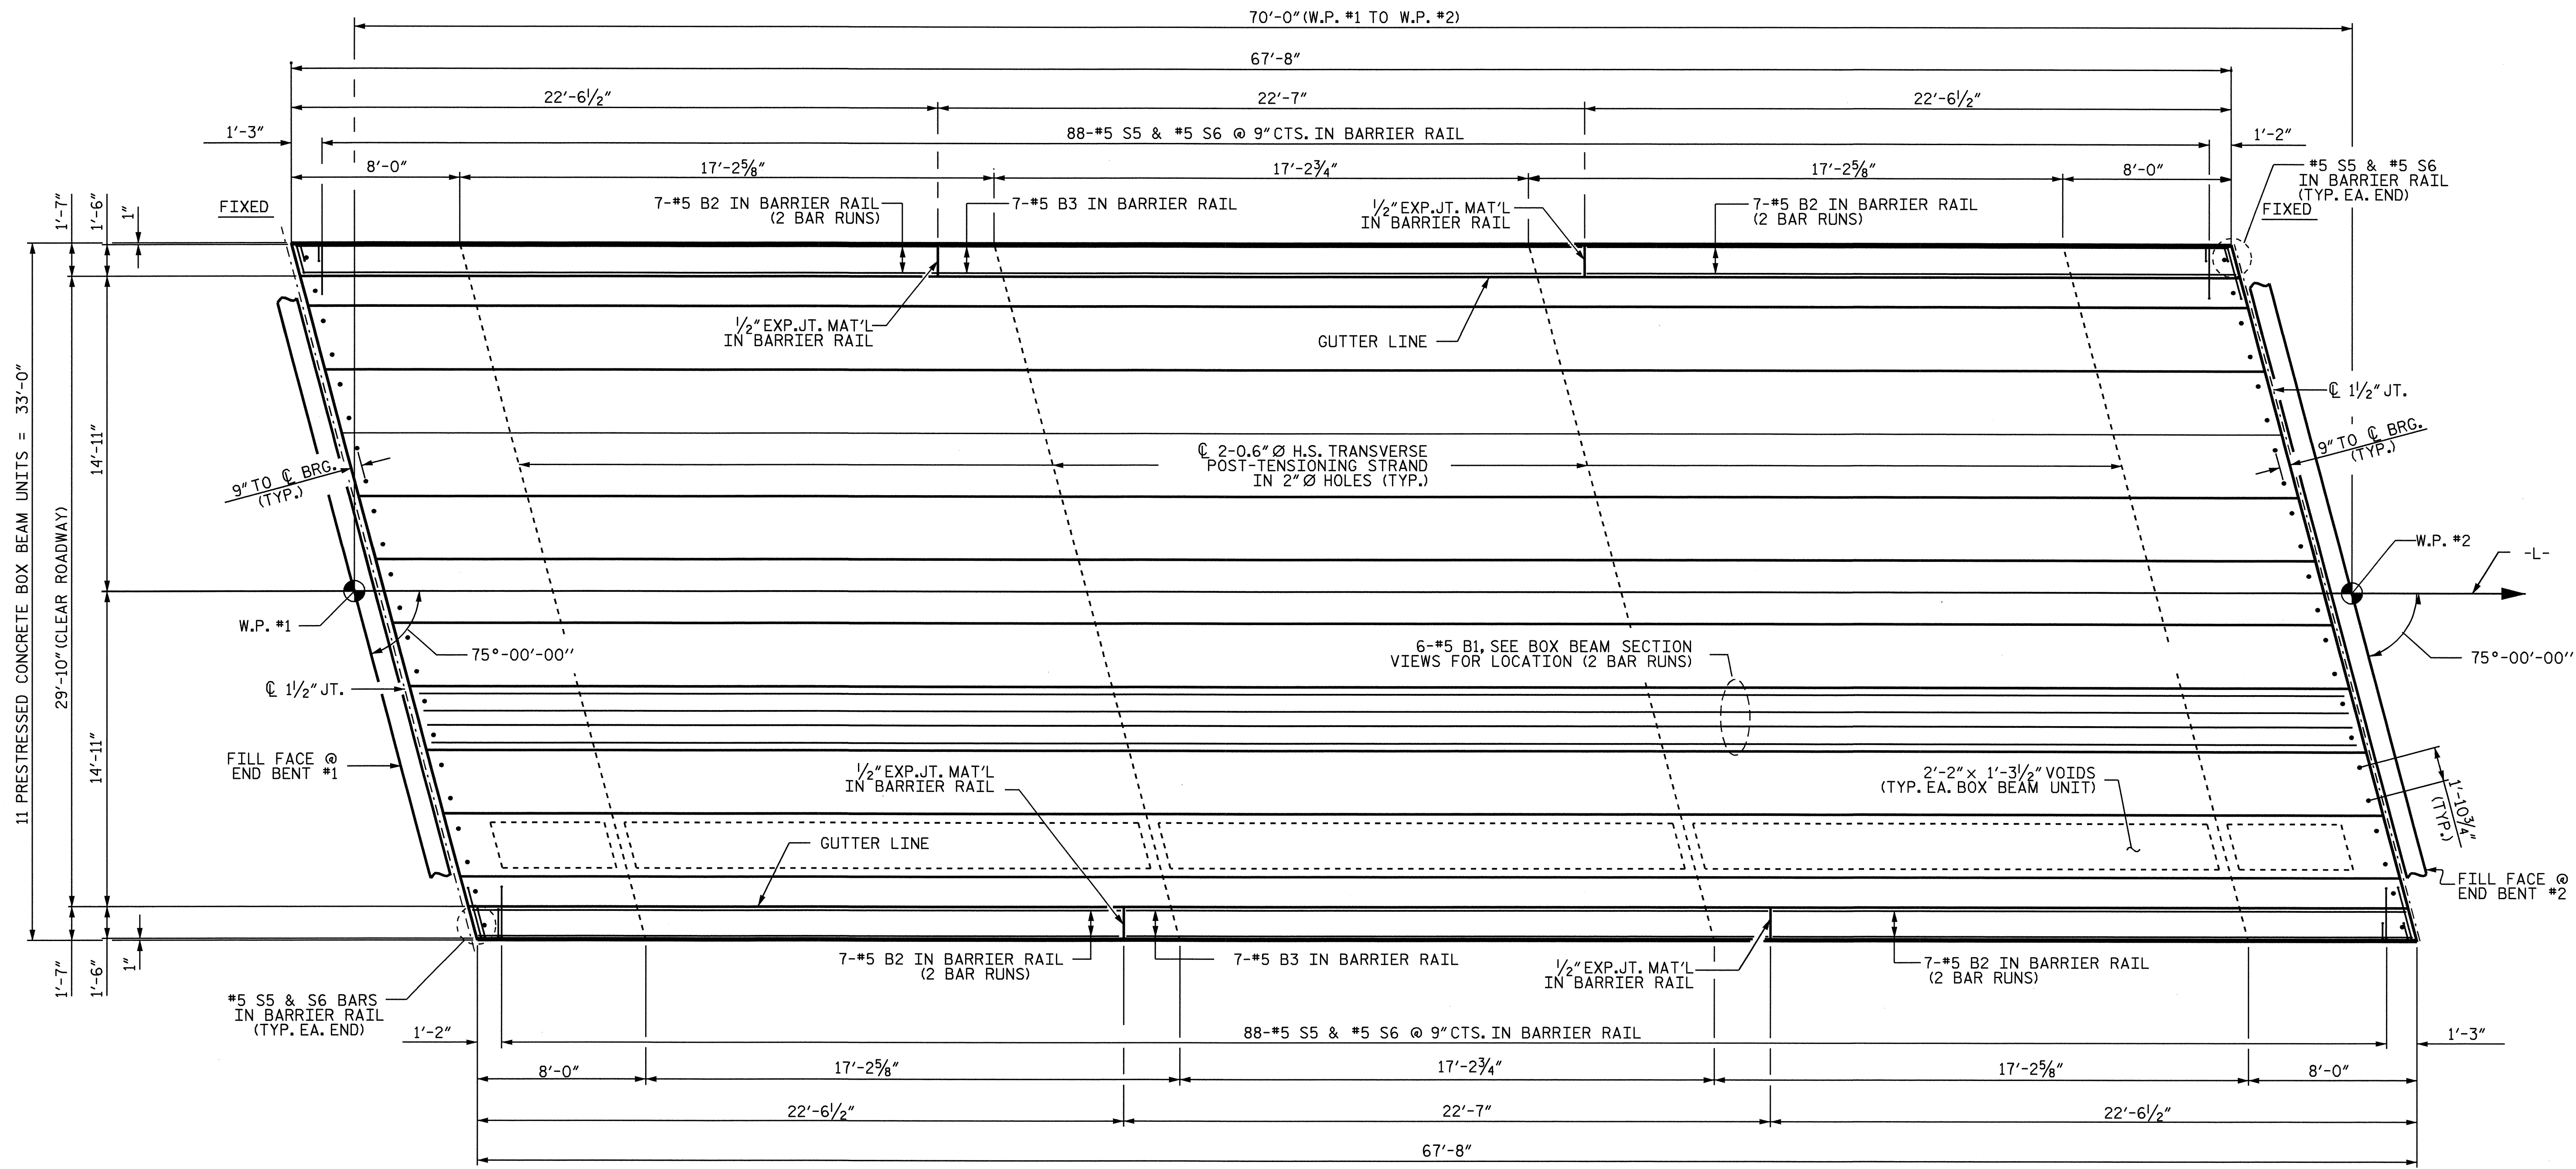 70'-0" (W.P. #1 TO W.P. #2)
67'-8"
22'-6½"
22'-7"
22'-6½"
1'-3"
88-#5 S5 & #5 S6 @ 9" CTS. IN BARRIER RAIL
1'-2"
8'-0"
17'-2⅝"
17'-2¾"
17'-2⅝"
8'-0"
#5 S5 & #5 S6
IN BARRIER RAIL
(TYP. EA. END)
1'-7"
1'-6"
1"
FIXED
7-#5 B2 IN BARRIER RAIL
(2 BAR RUNS)
7-#5 B3 IN BARRIER RAIL
½" EXP. JT. MAT'L
IN BARRIER RAIL
7-#5 B2 IN BARRIER RAIL
(2 BAR RUNS)
FIXED
½" EXP. JT. MAT'L
IN BARRIER RAIL
GUTTER LINE
℄ 1½" JT.
11 PRESTRESSED CONCRETE BOX BEAM UNITS = 33'-0"
29'-10" (CLEAR ROADWAY)
14'-11"
9" TO ℄ BRG.
(TYP.)
℄ 2-0.6" Ø H.S. TRANSVERSE
POST-TENSIONING STRAND
IN 2" Ø HOLES (TYP.)
9" TO ℄ BRG.
(TYP.)
W.P. #2
-L-
W.P. #1
75°-00'-00"
6-#5 B1, SEE BOX BEAM SECTION
VIEWS FOR LOCATION (2 BAR RUNS)
75°-00'-00"
℄ 1½" JT.
14'-11"
FILL FACE @
END BENT #1
½" EXP. JT. MAT'L
IN BARRIER RAIL
2'-2" x 1'-3½" VOIDS
(TYP. EA. BOX BEAM UNIT)
1'-10¾"
(TYP.)
GUTTER LINE
FILL FACE @
END BENT #2
1'-7"
1'-6"
1"
7-#5 B2 IN BARRIER RAIL
(2 BAR RUNS)
7-#5 B3 IN BARRIER RAIL
½" EXP. JT. MAT'L
IN BARRIER RAIL
7-#5 B2 IN BARRIER RAIL
(2 BAR RUNS)
#5 S5 & S6 BARS
IN BARRIER RAIL
(TYP. EA. END)
1'-2"
88-#5 S5 & #5 S6 @ 9" CTS. IN BARRIER RAIL
1'-3"
8'-0"
17'-2⅝"
17'-2¾"
17'-2⅝"
8'-0"
22'-6½"
22'-7"
22'-6½"
67'-8"